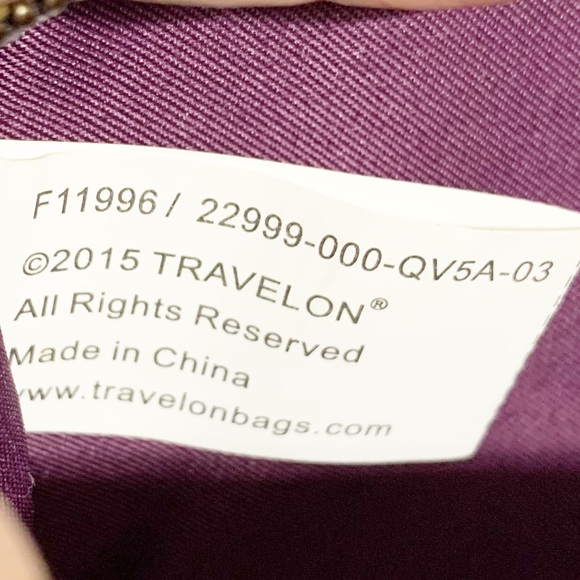 F11996 / 22999-000-QV5A-03
©2015 TRAVELON®
All Rights Reserved
Made in China
www.travelonbags.com